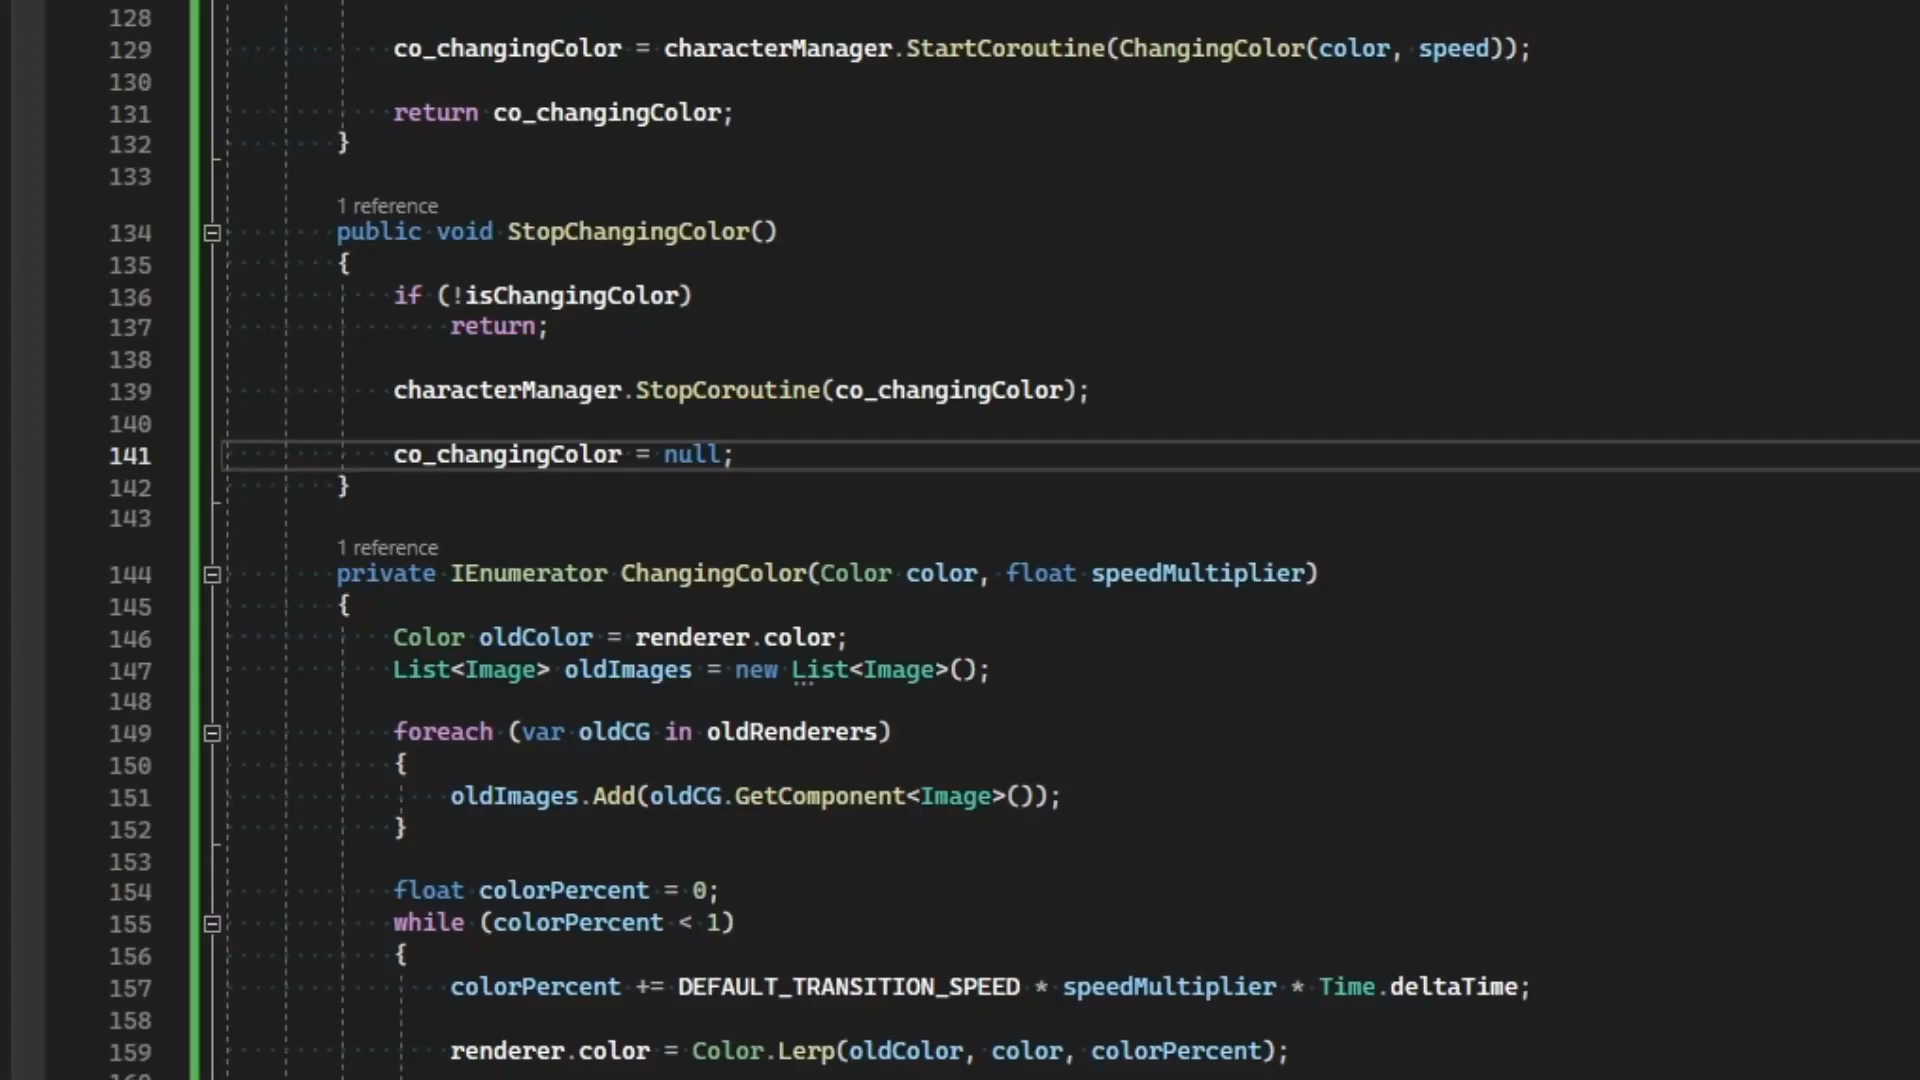 128
129 co_changingColor = characterManager.StartCoroutine(ChangingColor(color, speed));
130
131 return co_changingColor;
132 }
133
1 reference
134 public void StopChangingColor()
135 {
136 if (!isChangingColor)
137 return;
138
139 characterManager.StopCoroutine(co_changingColor);
140
141 co_changingColor = null;
142 }
143
1 reference
144 private IEnumerator ChangingColor(Color color, float speedMultiplier)
145 {
146 Color oldColor = renderer.color;
147 List<Image> oldImages = new List<Image>();
148
149 foreach (var oldCG in oldRenderers)
150 {
151 oldImages.Add(oldCG.GetComponent<Image>());
152 }
153
154 float colorPercent = 0;
155 while (colorPercent < 1)
156 {
157 colorPercent += DEFAULT_TRANSITION_SPEED * speedMultiplier * Time.deltaTime;
158
159 renderer.color = Color.Lerp(oldColor, color, colorPercent);